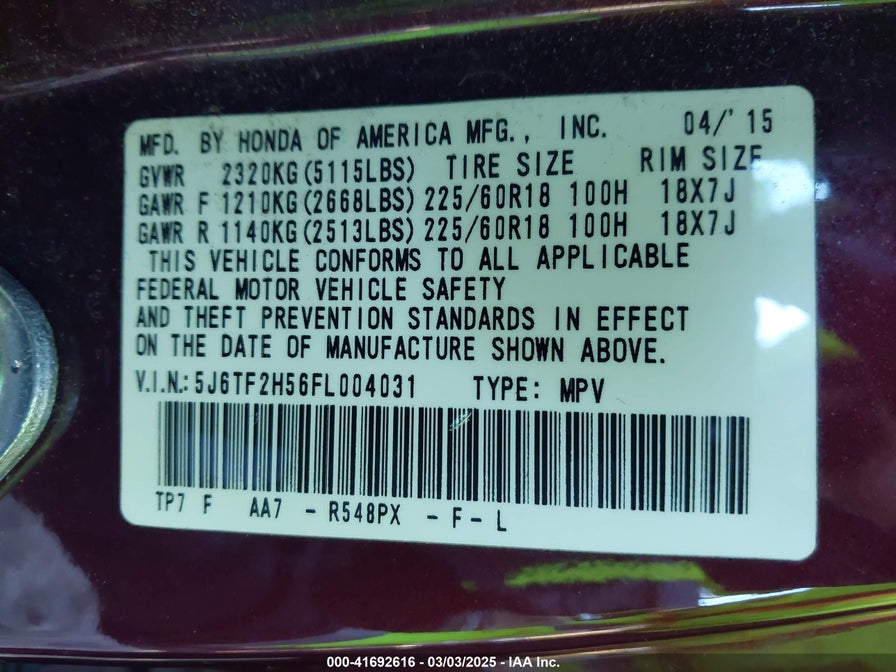 MFD. BY HONDA OF AMERICA MFG., INC. 04/'15
GVWR 2320KG(5115LBS) TIRE SIZE RIM SIZE
GAWR F 1210KG(2668LBS) 225/60R18 100H 18X7J
GAWR R 1140KG(2513LBS) 225/60R18 100H 18X7J
THIS VEHICLE CONFORMS TO ALL APPLICABLE
FEDERAL MOTOR VEHICLE SAFETY
AND THEFT PREVENTION STANDARDS IN EFFECT
ON THE DATE OF MANUFACTURE SHOWN ABOVE.
V.I.N.: 5J6TF2H56FL004031 TYPE: MPV
TP7 F AA7 - R548PX - F - L
000-41692616 - 03/03/2025 - IAA Inc.